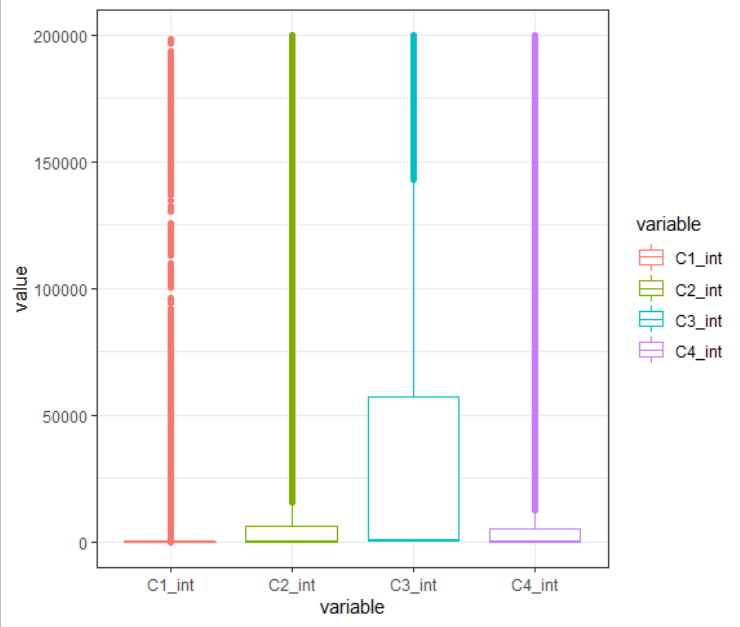 200000
150000
100000
50000
0
value
C1_int
C2_int
C3_int
C4_int
variable
variable
C1_int
C2_int
C3_int
C4_int